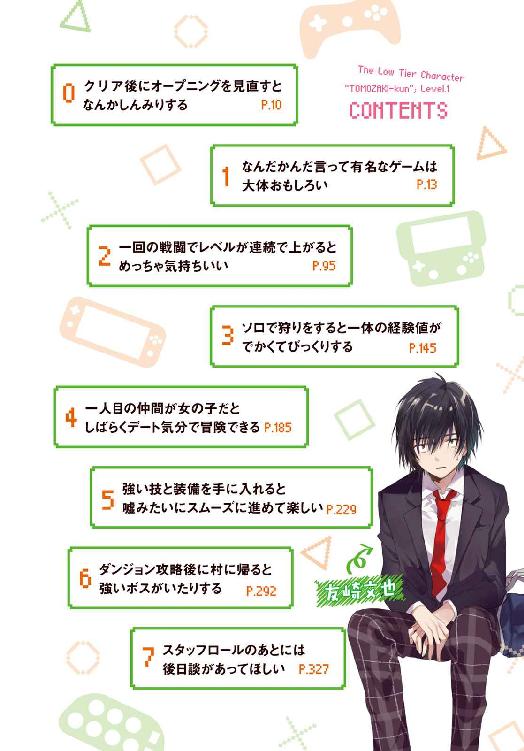 The Low Tier Character
"TOMOZAKI-kun"; Level.1
CONTENTS
0 クリア後にオープニングを見直すと
なんかしんみりする P.10
1 なんだかんだ言って有名なゲームは
大体おもしろい P.13
2 一回の戦闘でレベルが連続で上がると
めっちゃ気持ちいい P.95
3 ソロで狩りをすると一体の経験値が
でかくてびっくりする P.145
4 一人目の仲間が女の子だと
しばらくデート気分で冒険できる P.185
5 強い技と装備を手に入れると
嘘みたいにスムーズに進めて楽しい P.229
6 ダンジョン攻略後に村に帰ると
強いボスがいたりする P.292
友崎文也
7 スタッフロールのあとには
後日談があってほしい P.327